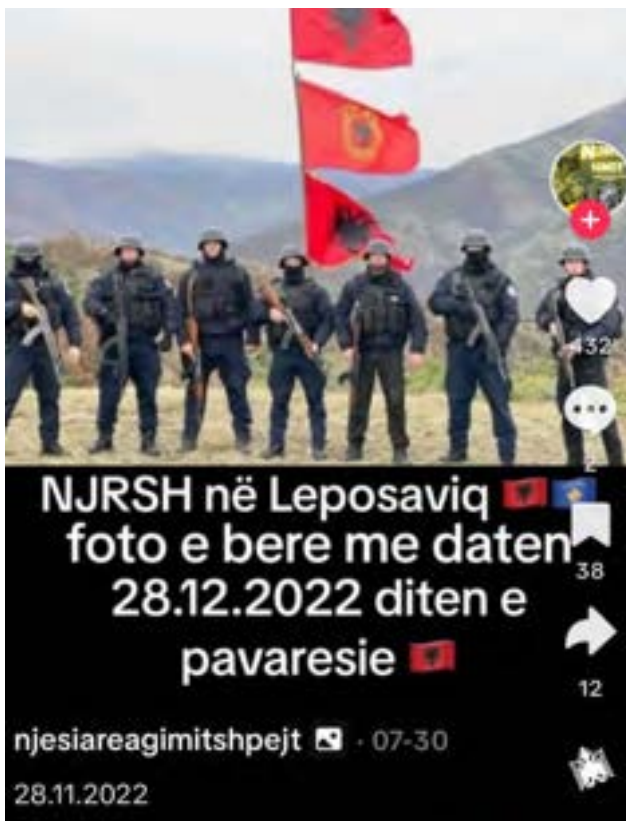 432
2
NJRSH në Leposaviq 🇦🇱🇽🇰
foto e bere me daten
38
28.12.2022 diten e
pavaresie 🇦🇱
12
njesiareagimitshpejt · 07-30
28.11.2022